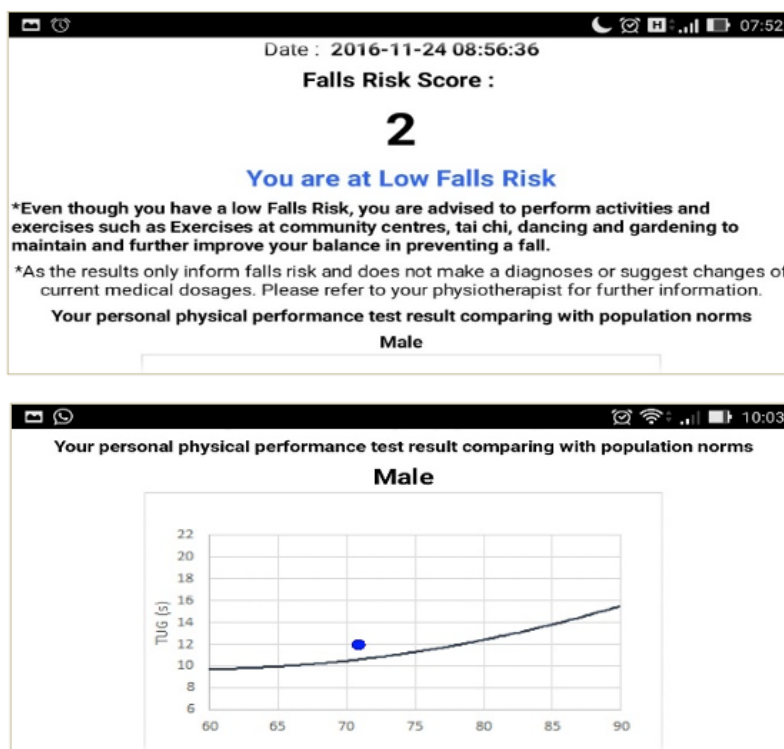 07:52
Date : 2016-11-24 08:56:36
Falls Risk Score :
2
You are at Low Falls Risk
*Even though you have a low Falls Risk, you are advised to perform activities and
exercises such as Exercises at community centres, tai chi, dancing and gardening to
maintain and further improve your balance in preventing a fall.
*As the results only inform falls risk and does not make a diagnoses or suggest changes of
current medical dosages. Please refer to your physiotherapist for further information.
Your personal physical performance test result comparing with population norms
Male
10:03
Your personal physical performance test result comparing with population norms
Male
TUG (s)
22
20
18
16
14
12
10
8
6
60 65 70 75 80 85 90